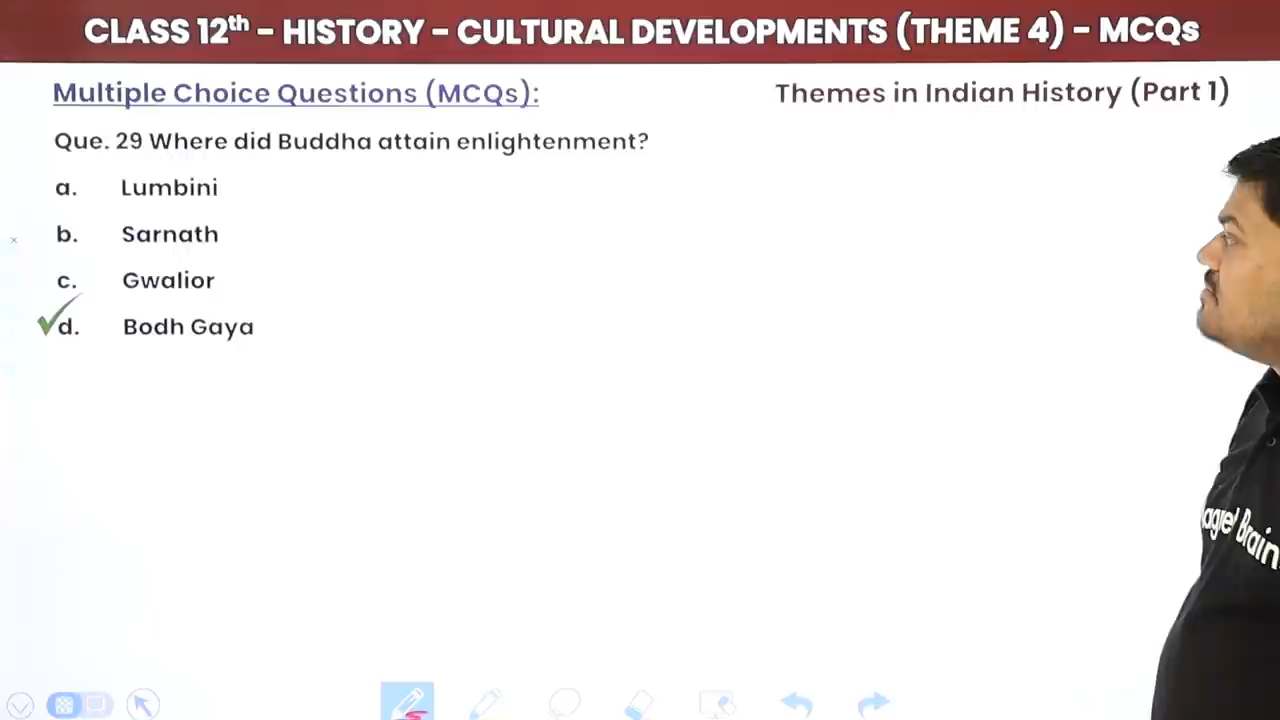 CLASS 12th - HISTORY - CULTURAL DEVELOPMENTS (THEME 4) - MCQs
Multiple Choice Questions (MCQs):
Themes in Indian History (Part 1)
Que. 29 Where did Buddha attain enlightenment?
a. Lumbini
b. Sarnath
c. Gwalior
d. Bodh Gaya